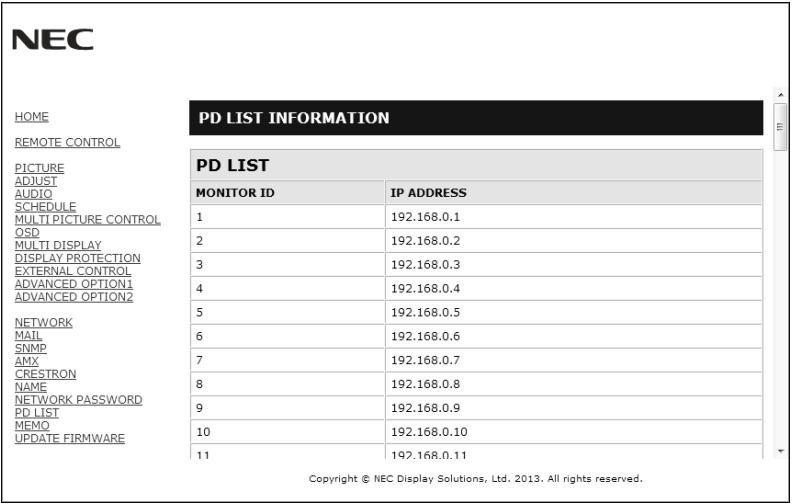 NEC
HOME
REMOTE CONTROL
PICTURE
ADJUST
AUDIO
SCHEDULE
MULTI PICTURE CONTROL
OSD
MULTI DISPLAY
DISPLAY PROTECTION
EXTERNAL CONTROL
ADVANCED OPTION1
ADVANCED OPTION2
NETWORK
MAIL
SNMP
AMX
CRESTRON
NAME
NETWORK PASSWORD
PD LIST
MEMO
UPDATE FIRMWARE
PD LIST INFORMATION
PD LIST
MONITOR ID IP ADDRESS
1 192.168.0.1
2 192.168.0.2
3 192.168.0.3
4 192.168.0.4
5 192.168.0.5
6 192.168.0.6
7 192.168.0.7
8 192.168.0.8
9 192.168.0.9
10 192.168.0.10
11 192.168.0.11
Copyright © NEC Display Solutions, Ltd. 2013. All rights reserved.